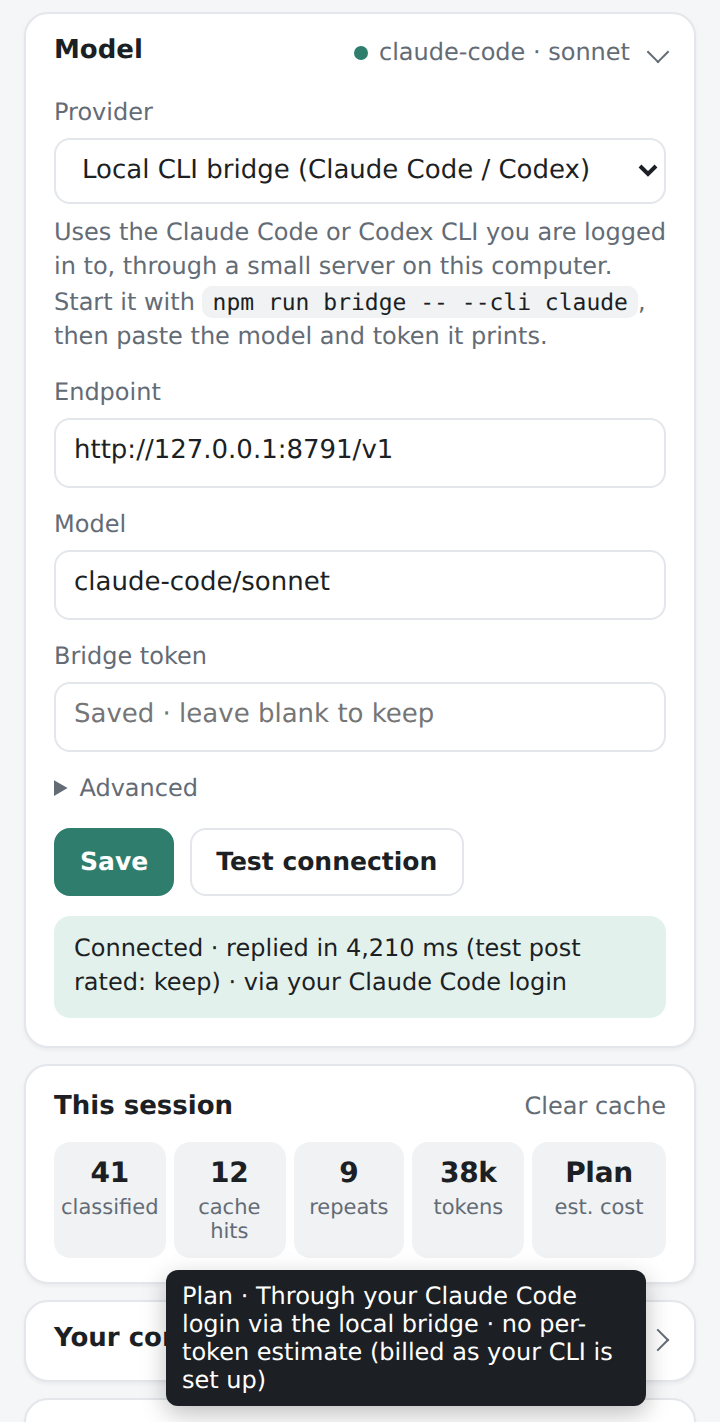 Model
claude-code · sonnet
Provider
Local CLI bridge (Claude Code / Codex)
Uses the Claude Code or Codex CLI you are logged
in to, through a small server on this computer.
Start it with npm run bridge -- --cli claude,
then paste the model and token it prints.
Endpoint
http://127.0.0.1:8791/v1
Model
claude-code/sonnet
Bridge token
Saved · leave blank to keep
Advanced
Save
Test connection
Connected · replied in 4,210 ms (test post
rated: keep) · via your Claude Code login
This session
Clear cache
41
classified
12
cache
hits
9
repeats
38k
tokens
Plan
est. cost
Plan · Through your Claude Code
login via the local bridge · no per-
token estimate (billed as your CLI is
set up)
Your